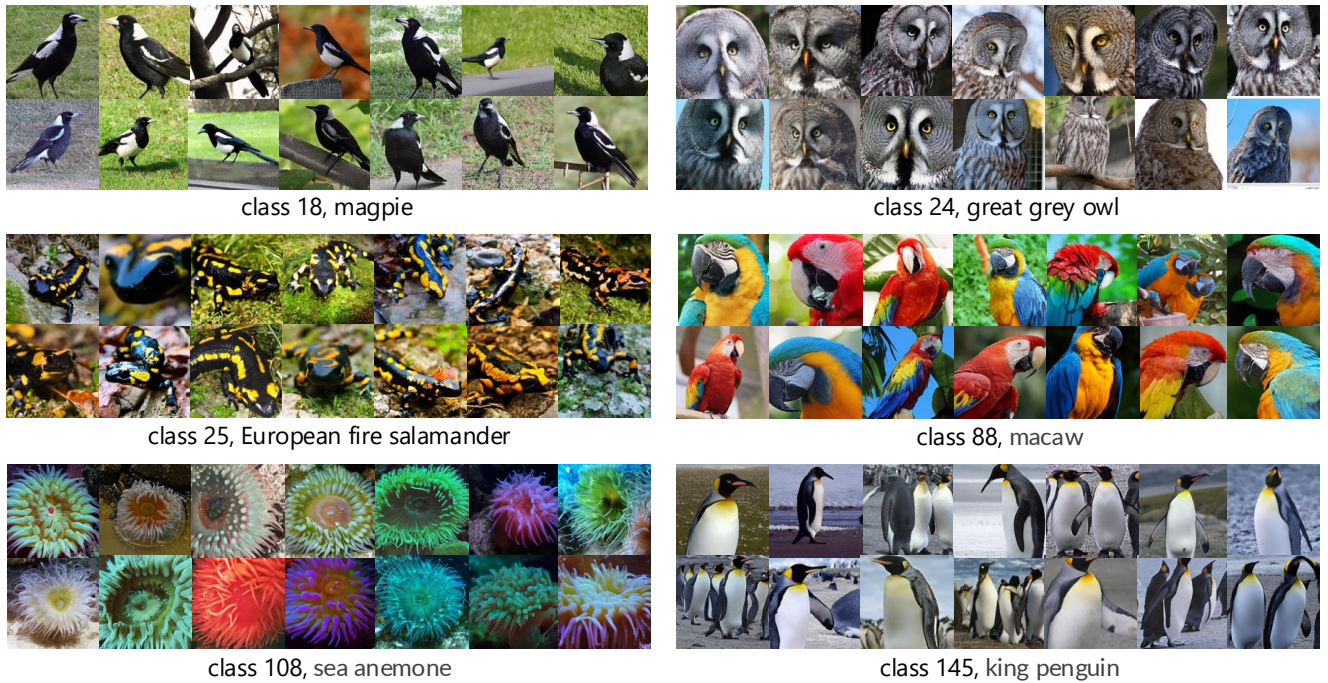 class 18, magpie
class 24, great grey owl
class 25, European fire salamander
class 88, macaw
class 108, sea anemone
class 145, king penguin